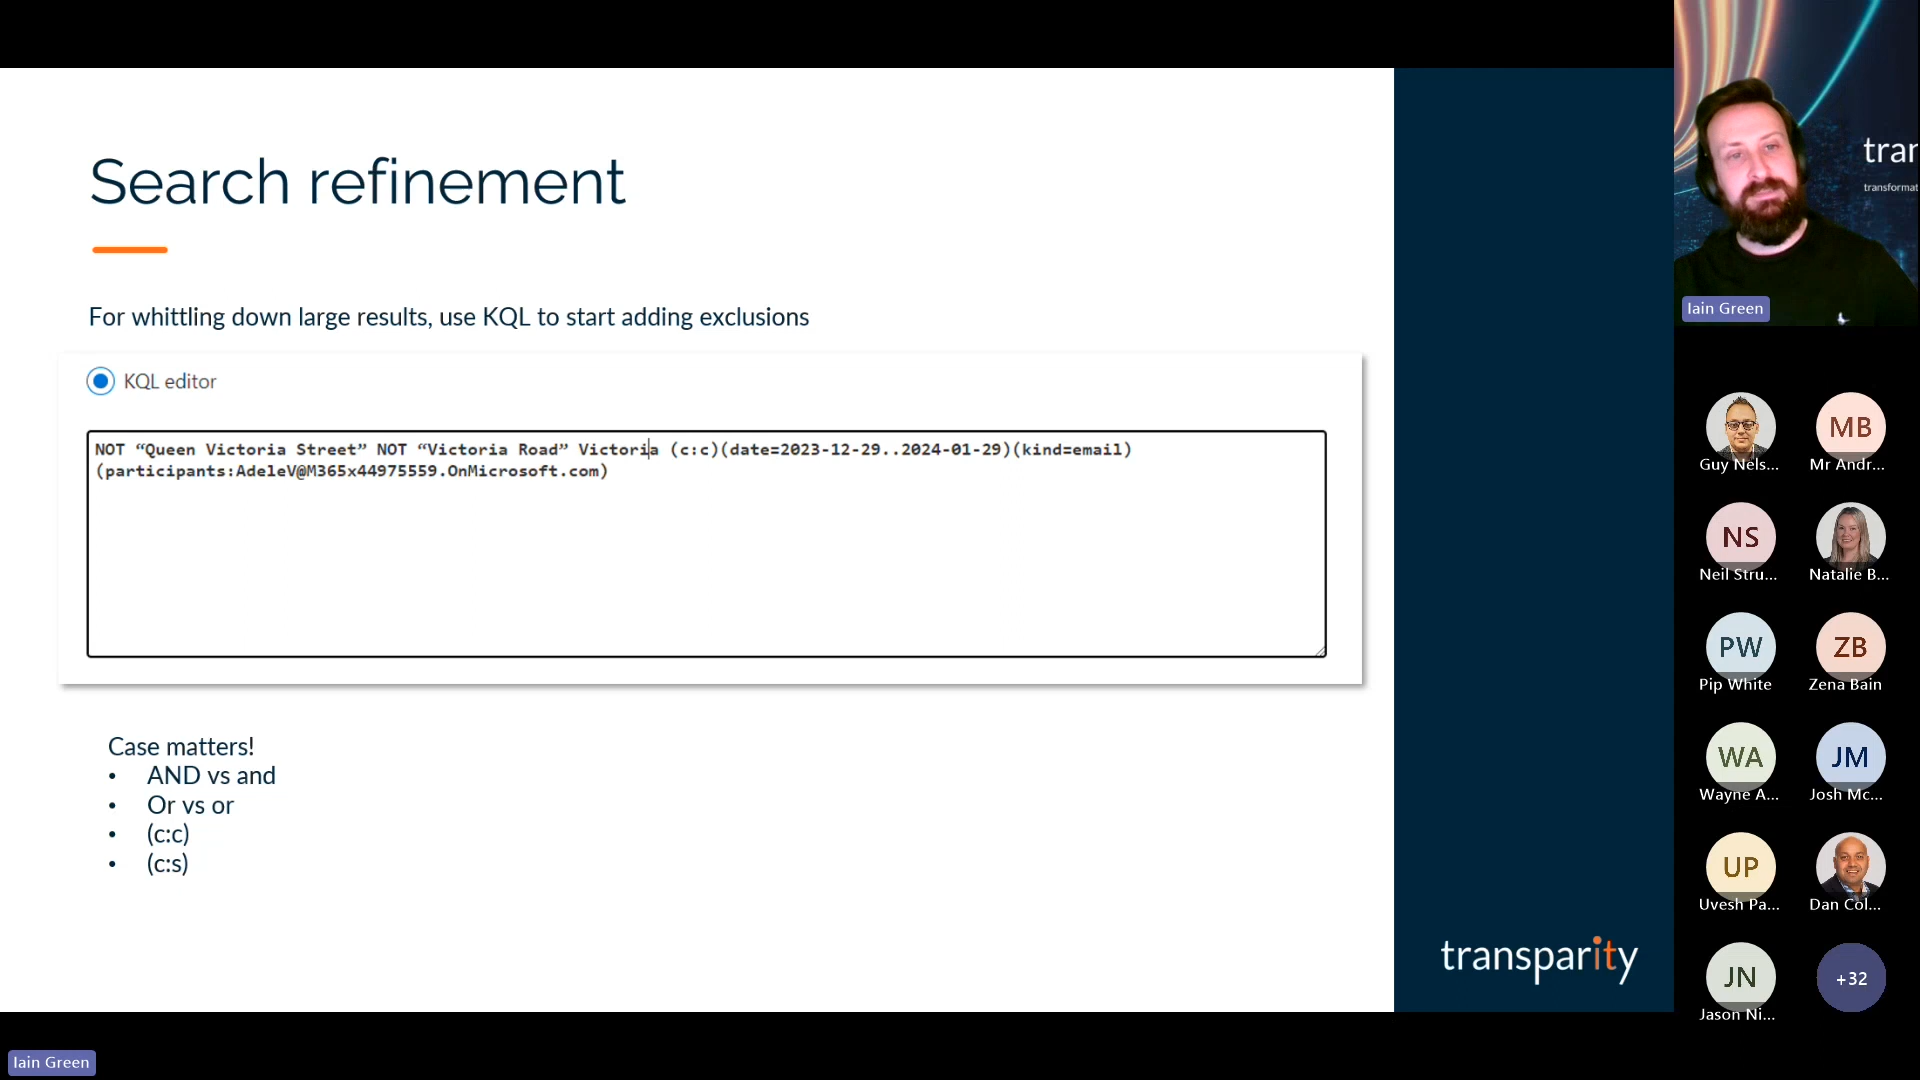 Search refinement
For whittling down large results, use KQL to start adding exclusions
KQL editor
NOT “Queen Victoria Street” NOT “Victoria Road” Victoria (c:c)(date=2023-12-29..2024-01-29)(kind=email)
(participants:AdeleV@M365x44975559.OnMicrosoft.com)
Case matters!
• AND vs and
• Or vs or
• (c:c)
• (c:s)
transparity
Iain Green
tran
transformat
Iain Green
Guy Nels...
MB
Mr Andr...
NS
Neil Stru...
Natalie B...
PW
Pip White
ZB
Zena Bain
WA
Wayne A...
JM
Josh Mc...
UP
Uvesh Pa...
Dan Col...
JN
Jason Ni...
+32